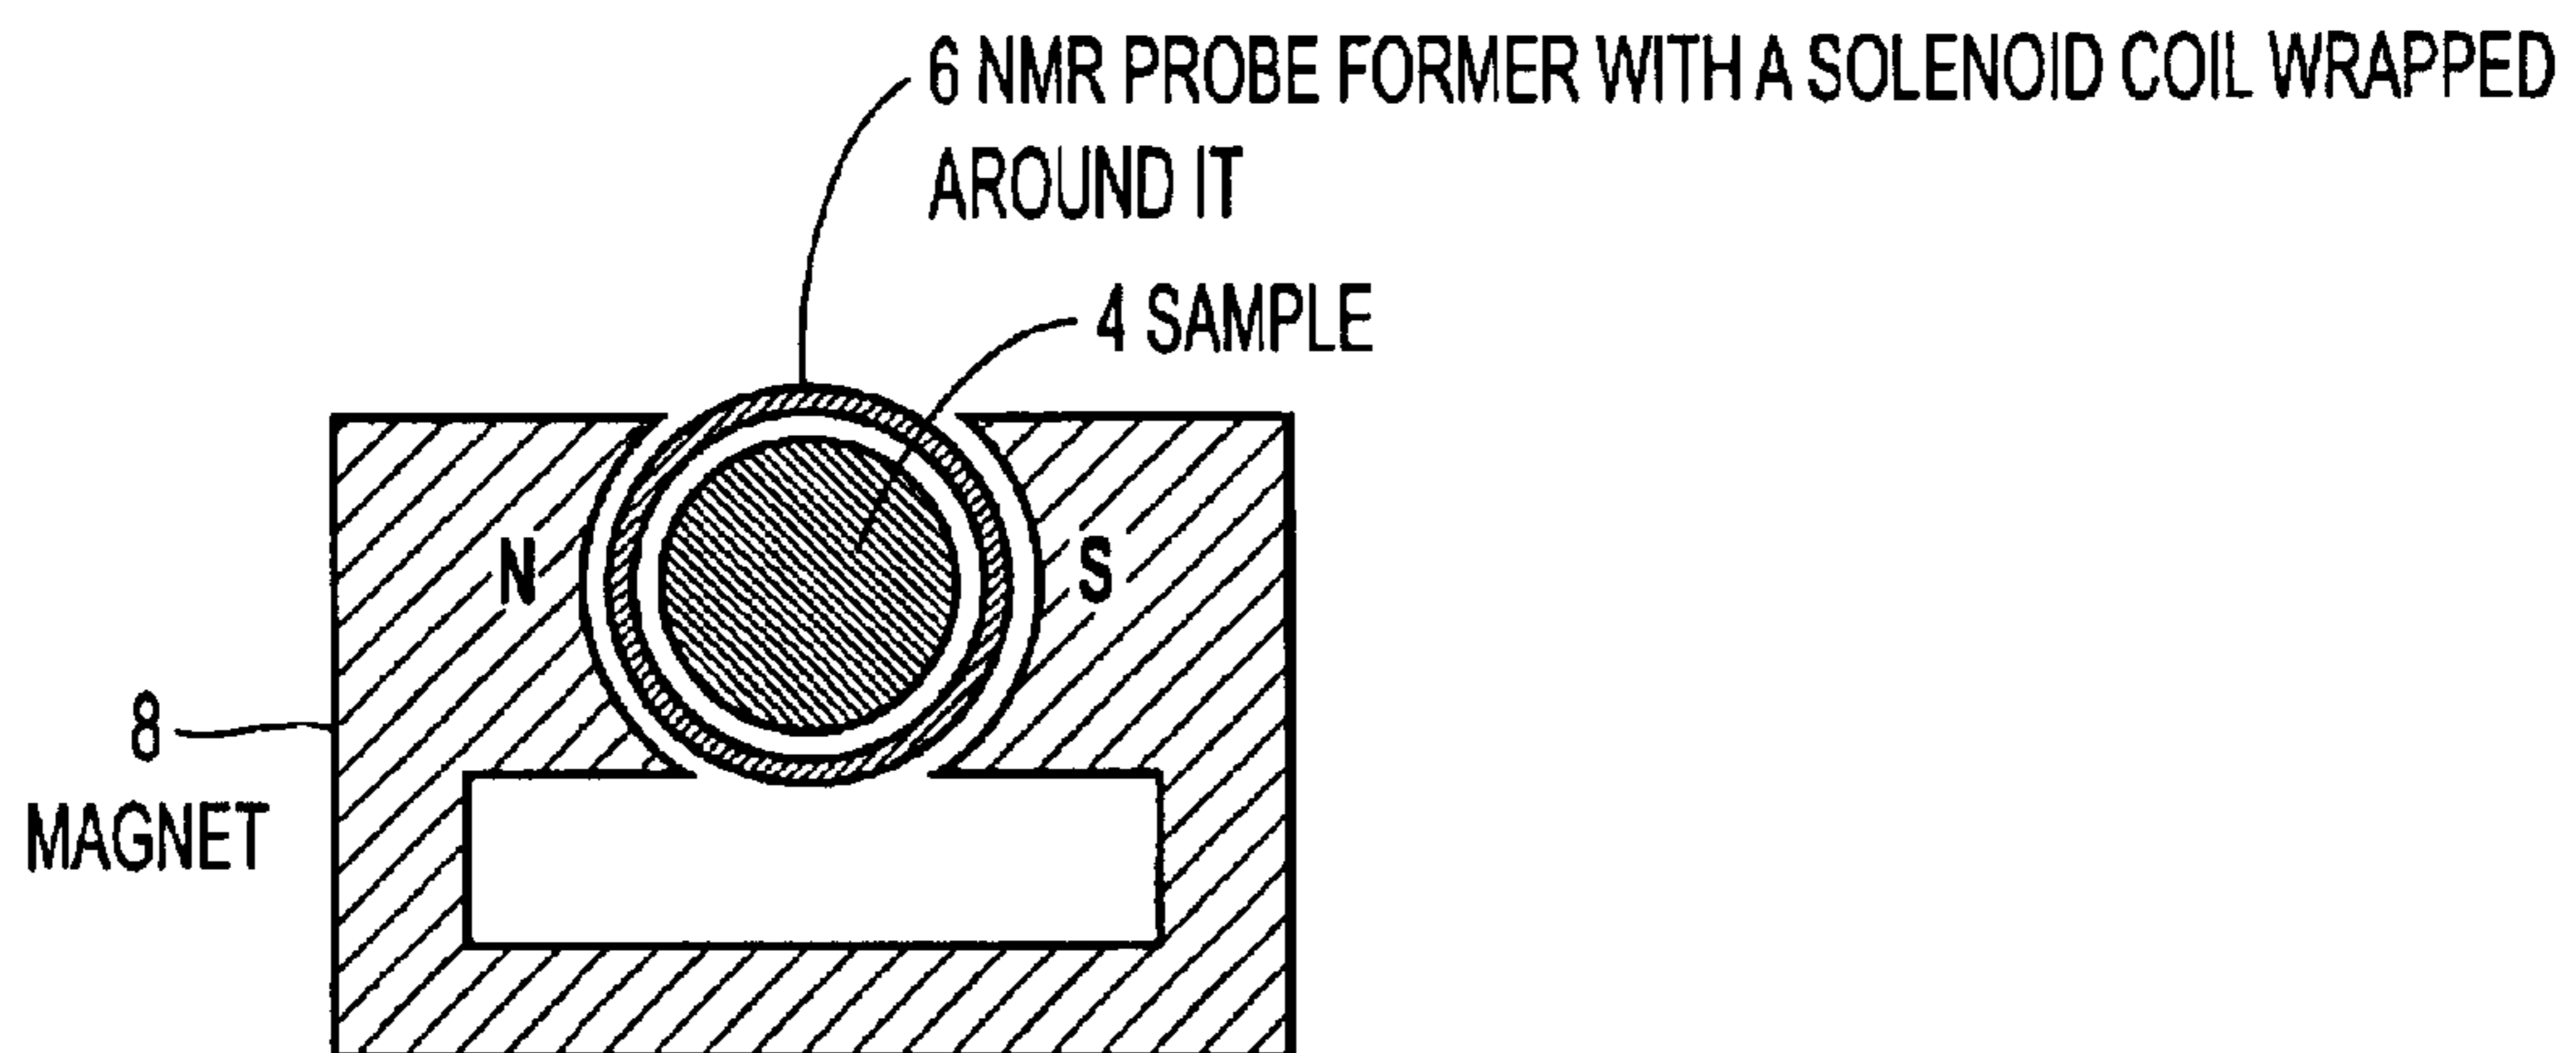 6 NMR PROBE FORMER WITH A SOLENOID COIL WRAPPED
AROUND IT
4 SAMPLE
N
S
8
MAGNET